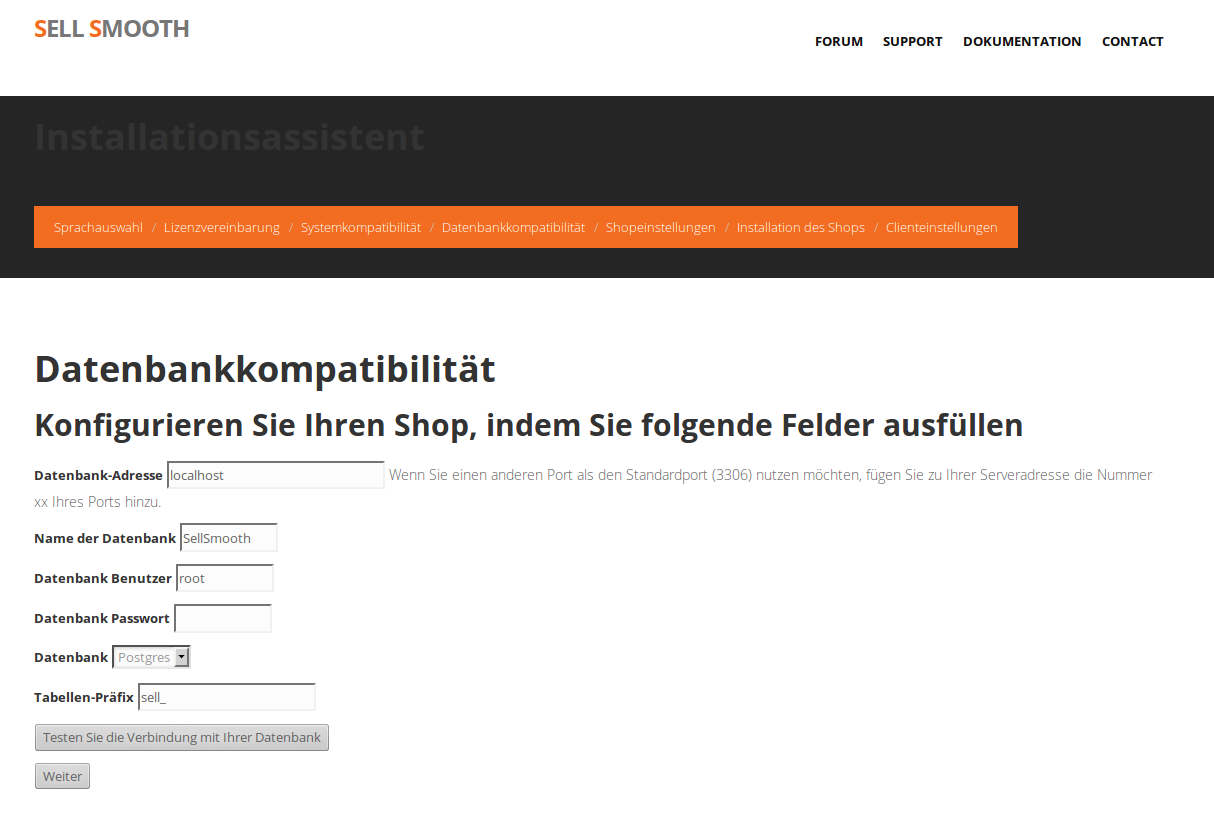 SELL SMOOTH
FORUM SUPPORT DOKUMENTATION CONTACT
Installationsassistent
Sprachauswahl / Lizenzvereinbarung / Systemkompatibilität / Datenbankkompatibilität / Shopeinstellungen / Installation des Shops / Clienteinstellungen
Datenbankkompatibilität
Konfigurieren Sie Ihren Shop, indem Sie folgende Felder ausfüllen
Datenbank-Adresse localhost Wenn Sie einen anderen Port als den Standardport (3306) nutzen möchten, fügen Sie zu Ihrer Serveradresse die Nummer
xx Ihres Ports hinzu.
Name der Datenbank SellSmooth
Datenbank Benutzer root
Datenbank Passwort
Datenbank Postgres
Tabellen-Präfix sell_
Testen Sie die Verbindung mit Ihrer Datenbank
Weiter